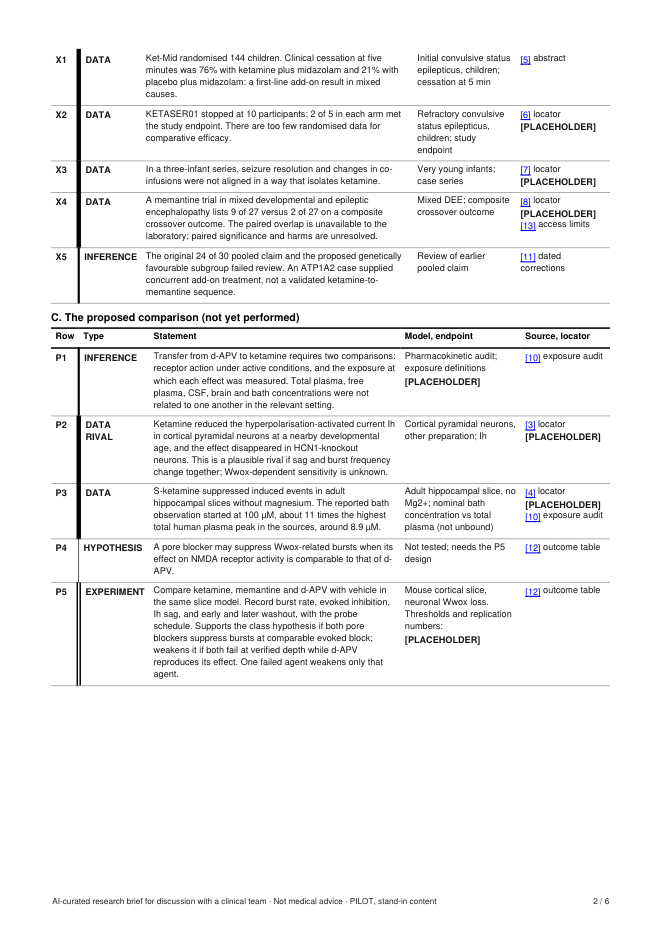 X1 DATA Ket-Mid randomised 144 children. Clinical cessation at five Initial convulsive status [5] abstract
minutes was 76% with ketamine plus midazolam and 21% with epilepticus, children;
placebo plus midazolam: a first-line add-on result in mixed cessation at 5 min
causes.
X2 DATA KETASER01 stopped at 10 participants; 2 of 5 in each arm met Refractory convulsive [6] locator
the study endpoint. There are too few randomised data for status epilepticus, [PLACEHOLDER]
comparative efficacy. children; study
endpoint
X3 DATA In a three-infant series, seizure resolution and changes in co- Very young infants; [7] locator
infusions were not aligned in a way that isolates ketamine. case series [PLACEHOLDER]
X4 DATA A memantine trial in mixed developmental and epileptic Mixed DEE; composite [8] locator
encephalopathy lists 9 of 27 versus 2 of 27 on a composite crossover outcome [PLACEHOLDER]
crossover outcome. The paired overlap is unavailable to the [13] access limits
laboratory; paired significance and harms are unresolved.
X5 INFERENCE The original 24 of 30 pooled claim and the proposed genetically Review of earlier [11] dated
favourable subgroup failed review. An ATP1A2 case supplied pooled claim corrections
concurrent add-on treatment, not a validated ketamine-to-
memantine sequence.
C. The proposed comparison (not yet performed)
Row Type Statement Model, endpoint Source, locator
P1 INFERENCE Transfer from d-APV to ketamine requires two comparisons: Pharmacokinetic audit; [10] exposure audit
receptor action under active conditions, and the exposure at exposure definitions
which each effect was measured. Total plasma, free [PLACEHOLDER]
plasma, CSF, brain and bath concentrations were not
related to one another in the relevant setting.
P2 DATA Ketamine reduced the hyperpolarisation-activated current Ih Cortical pyramidal neurons, [3] locator
RIVAL in cortical pyramidal neurons at a nearby developmental other preparation; Ih [PLACEHOLDER]
age, and the effect disappeared in HCN1-knockout
neurons. This is a plausible rival if sag and burst frequency
change together; Wwox-dependent sensitivity is unknown.
P3 DATA S-ketamine suppressed induced events in adult Adult hippocampal slice, no [4] locator
hippocampal slices without magnesium. The reported bath Mg2+; nominal bath [PLACEHOLDER]
observation started at 100 µM, about 11 times the highest concentration vs total [10] exposure audit
total human plasma peak in the sources, around 8.9 µM. plasma (not unbound)
P4 HYPOTHESIS A pore blocker may suppress Wwox-related bursts when its Not tested; needs the P5 [12] outcome table
effect on NMDA receptor activity is comparable to that of d- design
APV.
P5 EXPERIMENT Compare ketamine, memantine and d-APV with vehicle in Mouse cortical slice, [12] outcome table
the same slice model. Record burst rate, evoked inhibition, neuronal Wwox loss.
Ih sag, and early and later washout, with the probe Thresholds and replication
schedule. Supports the class hypothesis if both pore numbers:
blockers suppress bursts at comparable evoked block; [PLACEHOLDER]
weakens it if both fail at verified depth while d-APV
reproduces its effect. One failed agent weakens only that
agent.
AI-curated research brief for discussion with a clinical team · Not medical advice · PILOT, stand-in content 2 / 6